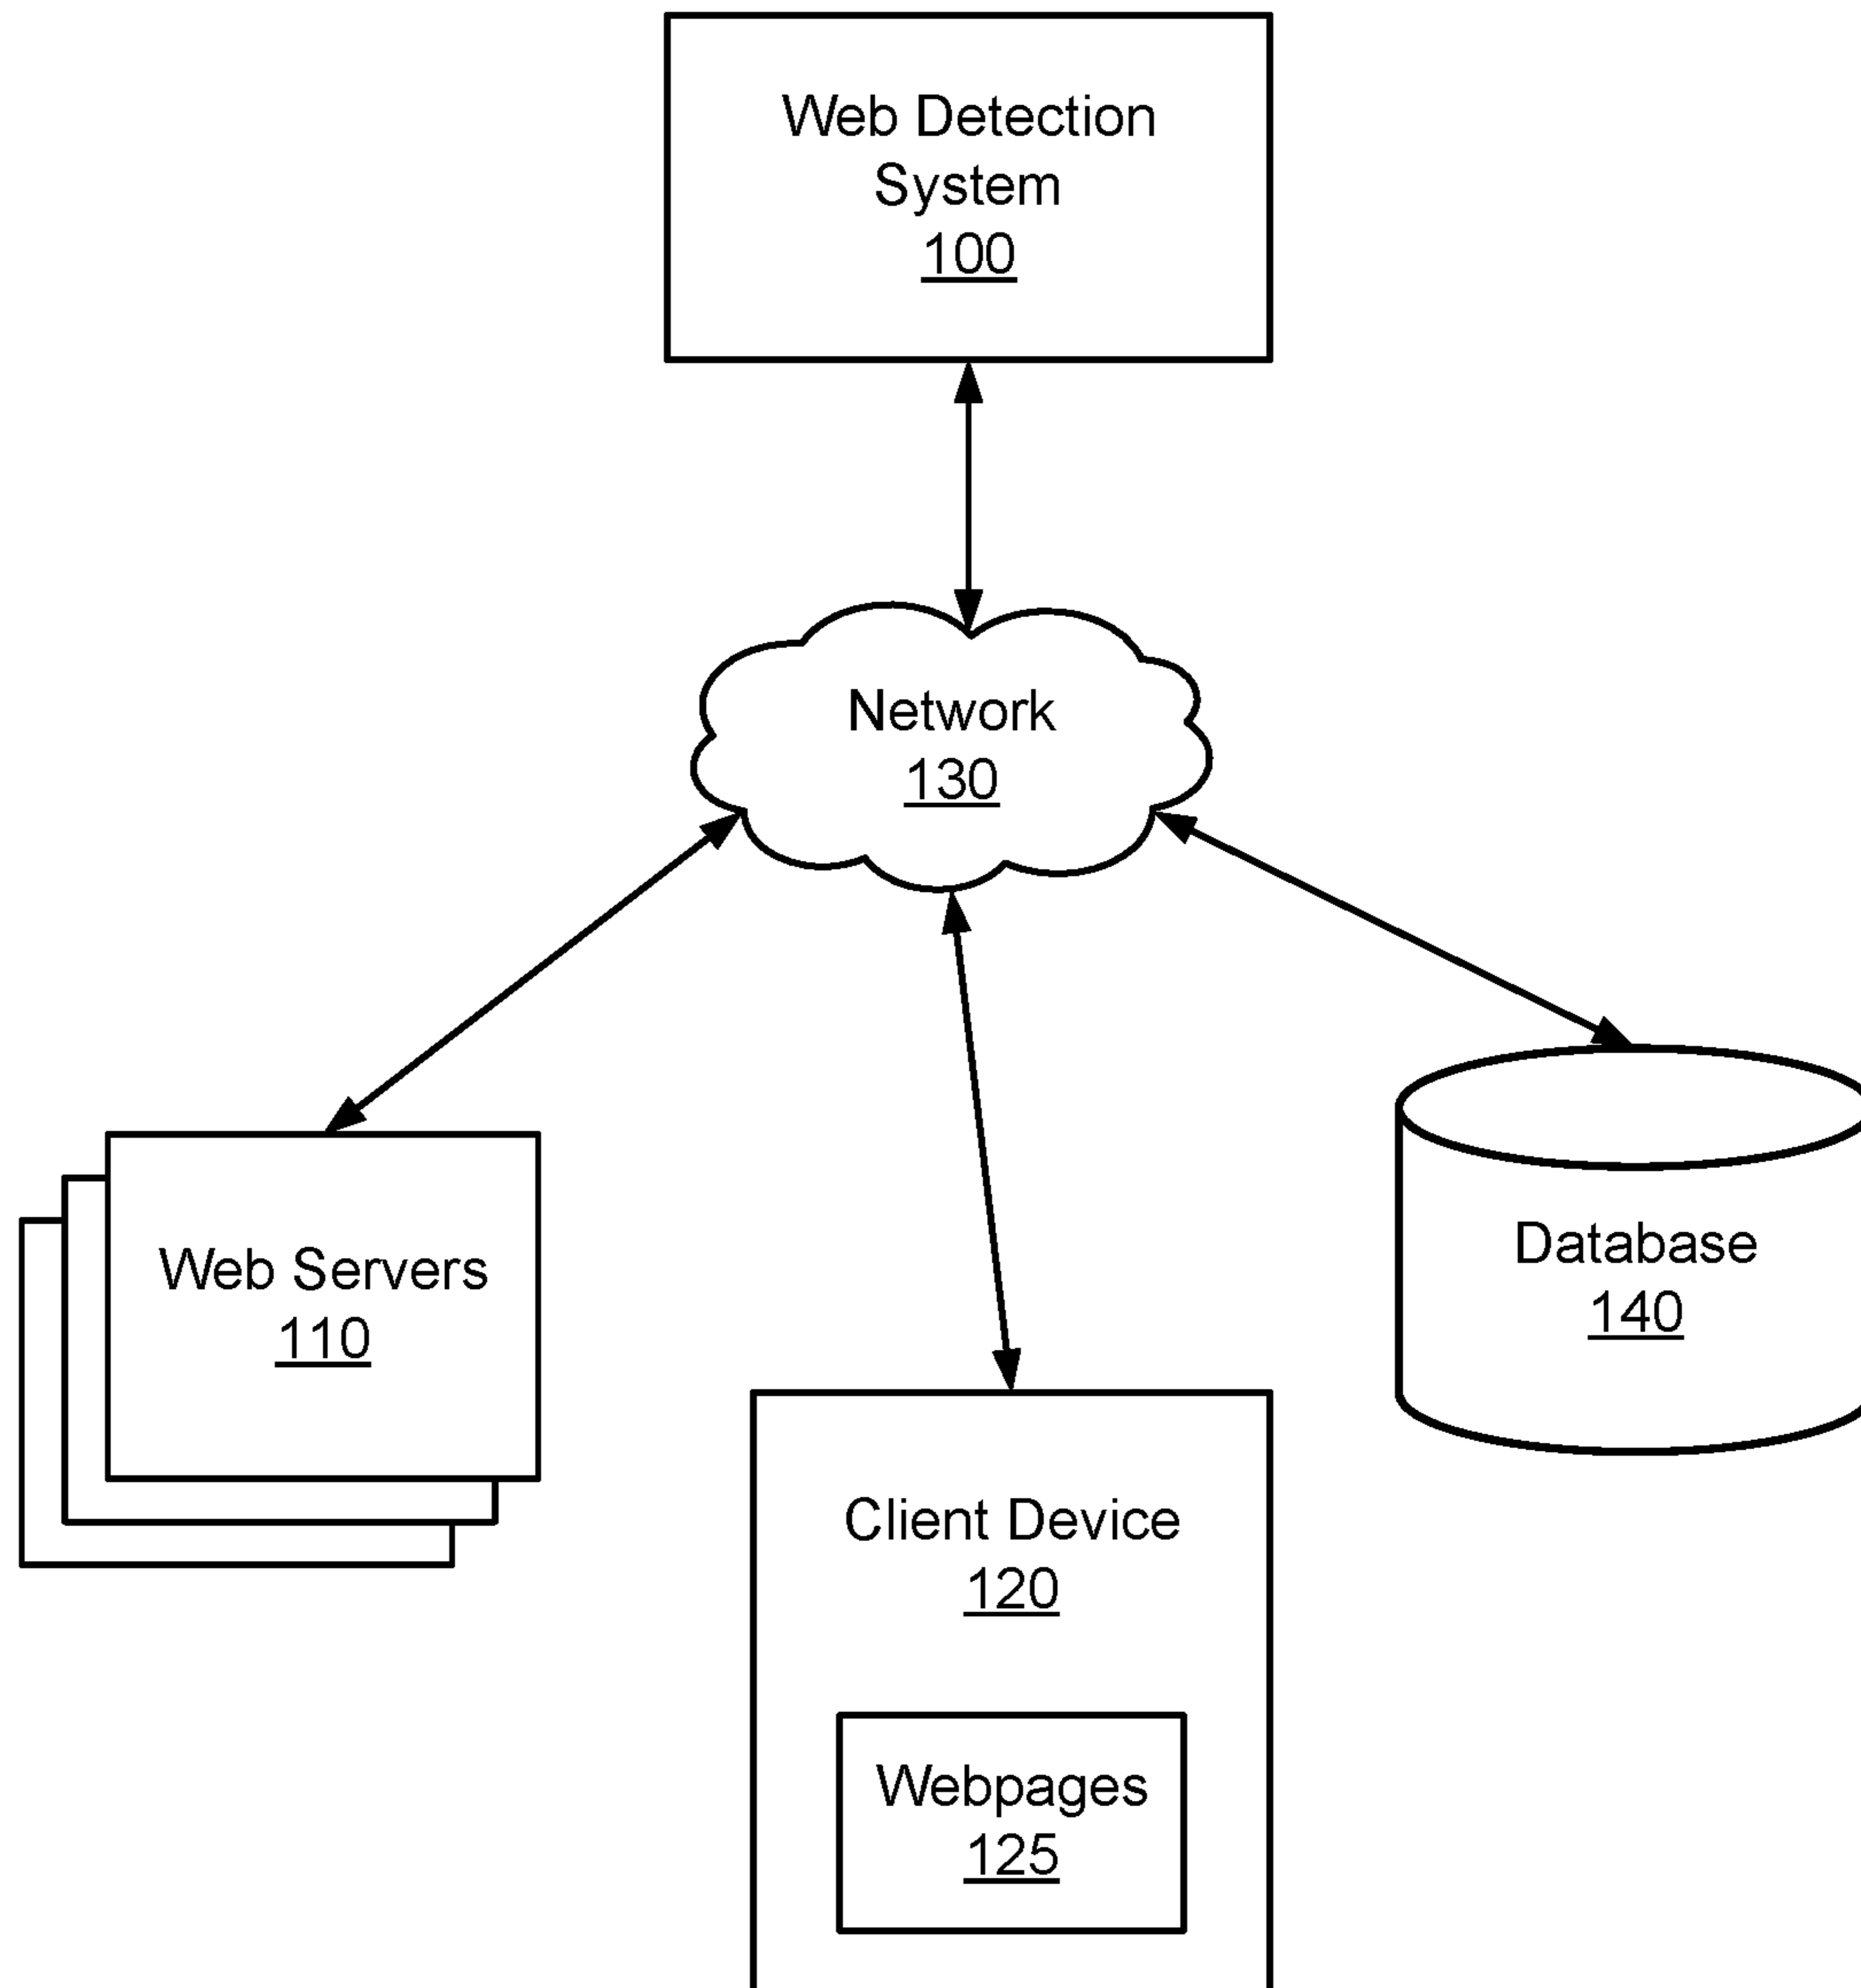 Web Detection
System
100
Network
130
Web Servers
110
Database
140
Client Device
120
Webpages
125